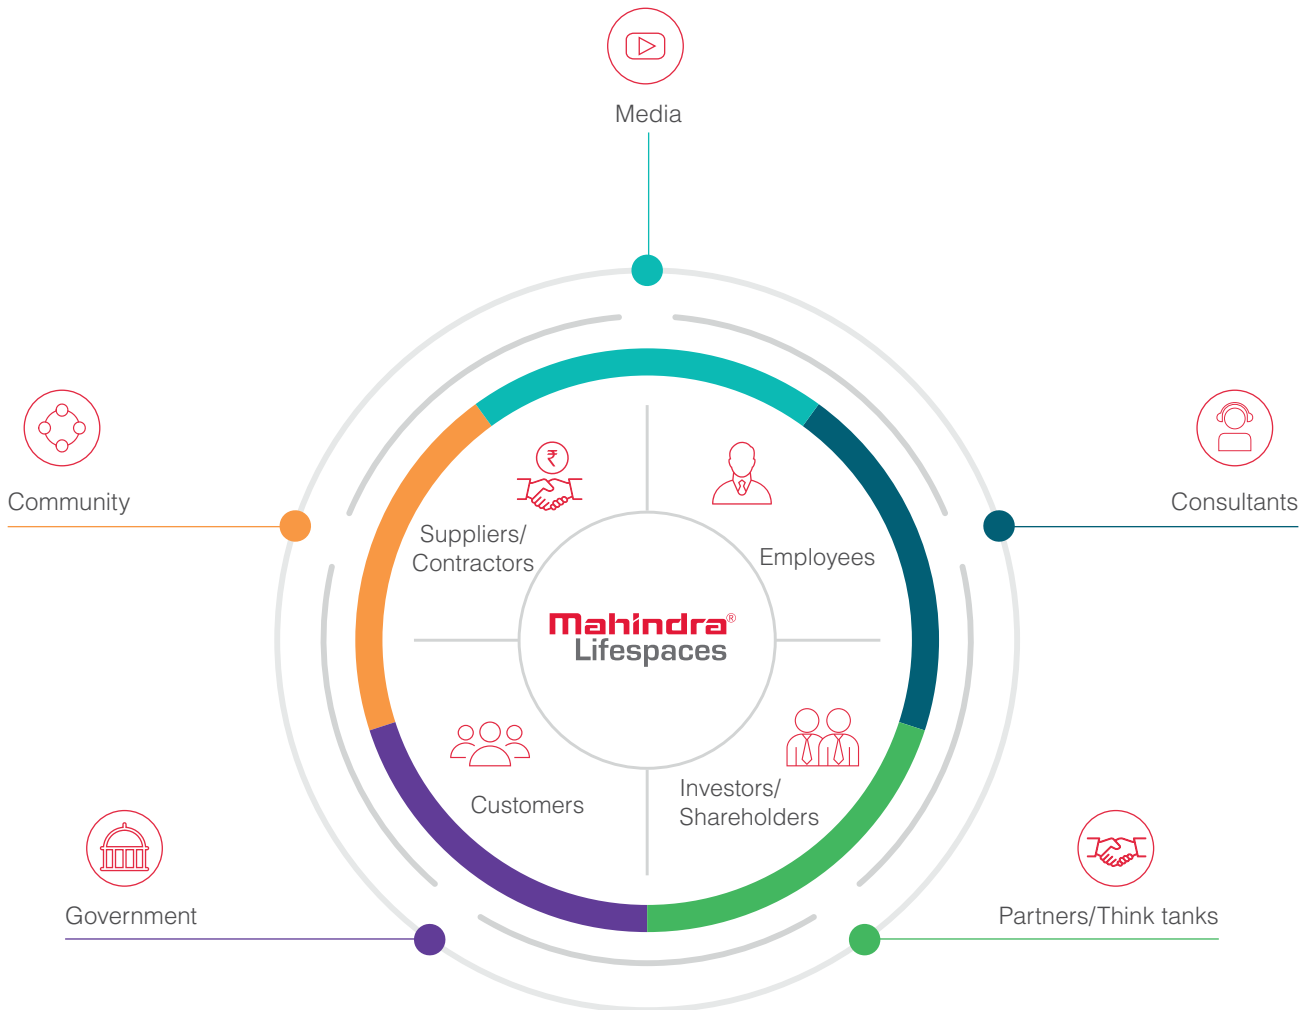 Media
Community
Consultants
₹
Suppliers/
Contractors
Employees
Mahindra®
Lifespaces
Customers
Investors/
Shareholders
Government
Partners/Think tanks